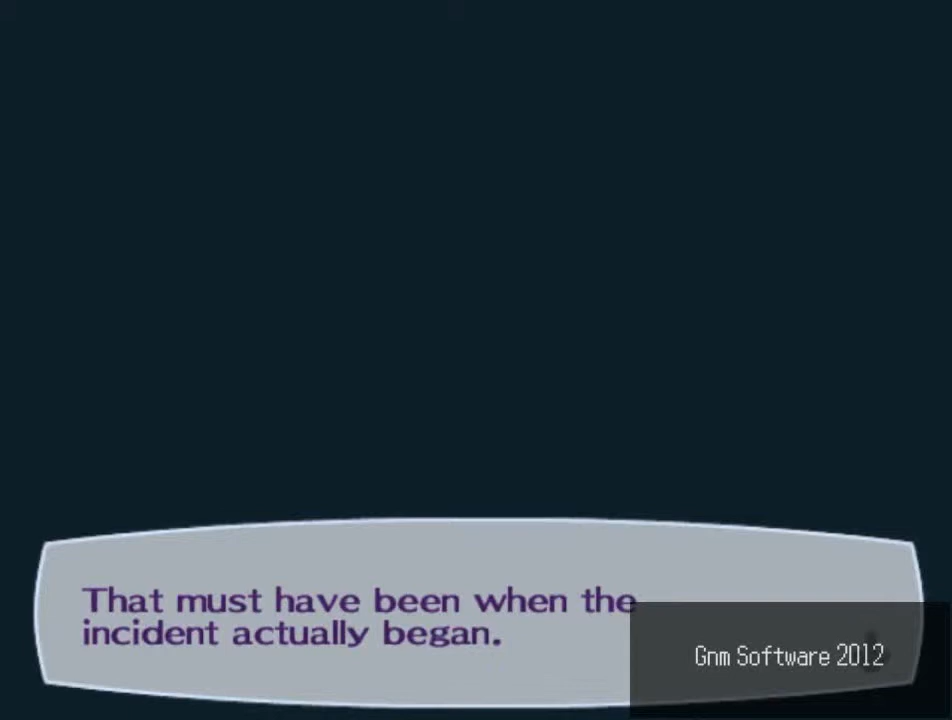 That must have been when the
incident actually began.
Gnm Software 2012